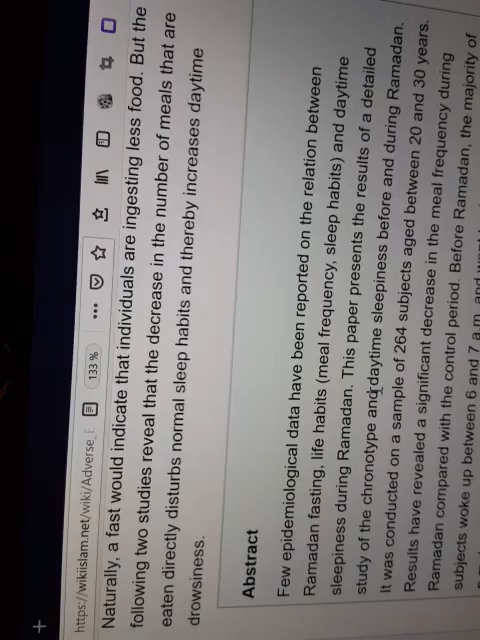 https://wikiislam.net/wiki/Adverse_E
133 %
Naturally, a fast would indicate that individuals are ingesting less food. But the
following two studies reveal that the decrease in the number of meals that are
eaten directly disturbs normal sleep habits and thereby increases daytime
drowsiness.
Abstract
Few epidemiological data have been reported on the relation between
Ramadan fasting, life habits (meal frequency, sleep habits) and daytime
sleepiness during Ramadan. This paper presents the results of a detailed
study of the chronotype and daytime sleepiness before and during Ramadan.
It was conducted on a sample of 264 subjects aged between 20 and 30 years.
Results have revealed a significant decrease in the meal frequency during
Ramadan compared with the control period. Before Ramadan, the majority of
subjects woke up between 6 and 7 a.m. and